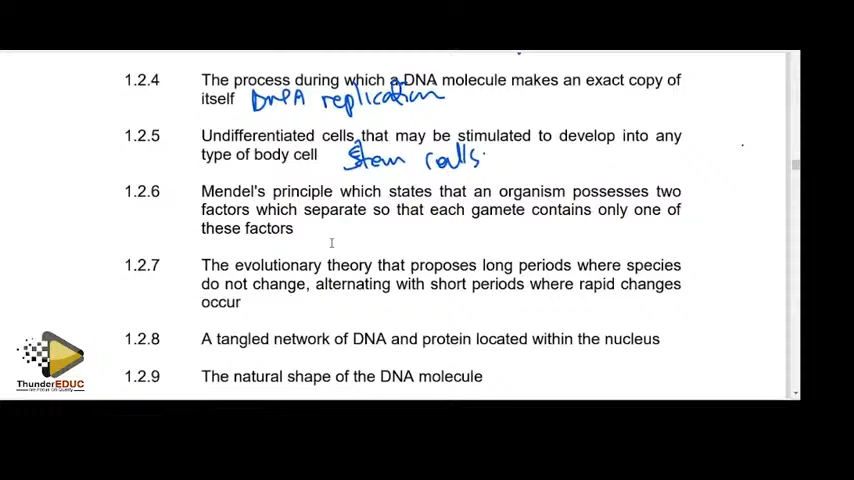 1.2.4 The process during which a DNA molecule makes an exact copy of
itself DNA replication
1.2.5 Undifferentiated cells that may be stimulated to develop into any
type of body cell stem cells
1.2.6 Mendel's principle which states that an organism possesses two
factors which separate so that each gamete contains only one of
these factors
1.2.7 The evolutionary theory that proposes long periods where species
do not change, alternating with short periods where rapid changes
occur
1.2.8 A tangled network of DNA and protein located within the nucleus
1.2.9 The natural shape of the DNA molecule
ThunderEDUC